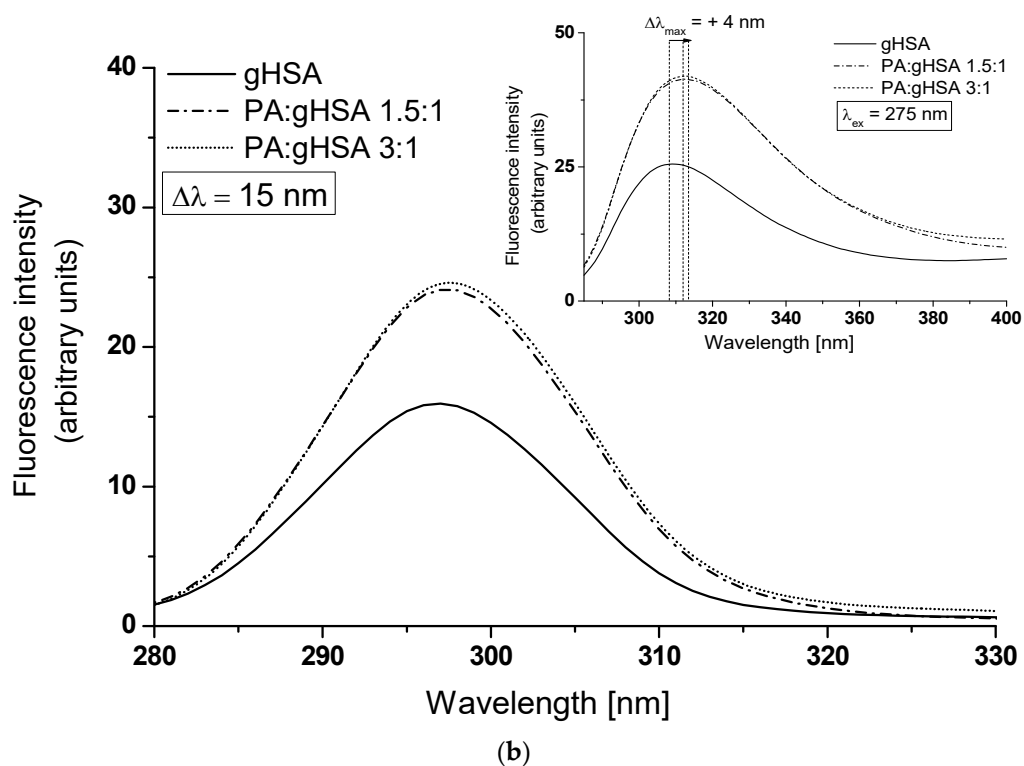 gHSA
PA:gHSA 1.5:1
PA:gHSA 3:1
Δλ = 15 nm
40
30
20
10
0
280
290
300
310
320
330
Fluorescence intensity
(arbitrary units)
Wavelength [nm]
Δλmax = + 4 nm
gHSA
PA:gHSA 1.5:1
PA:gHSA 3:1
λex = 275 nm
50
25
0
300
320
340
360
380
400
Fluorescence intensity
(arbitrary units)
Wavelength [nm]
(b)